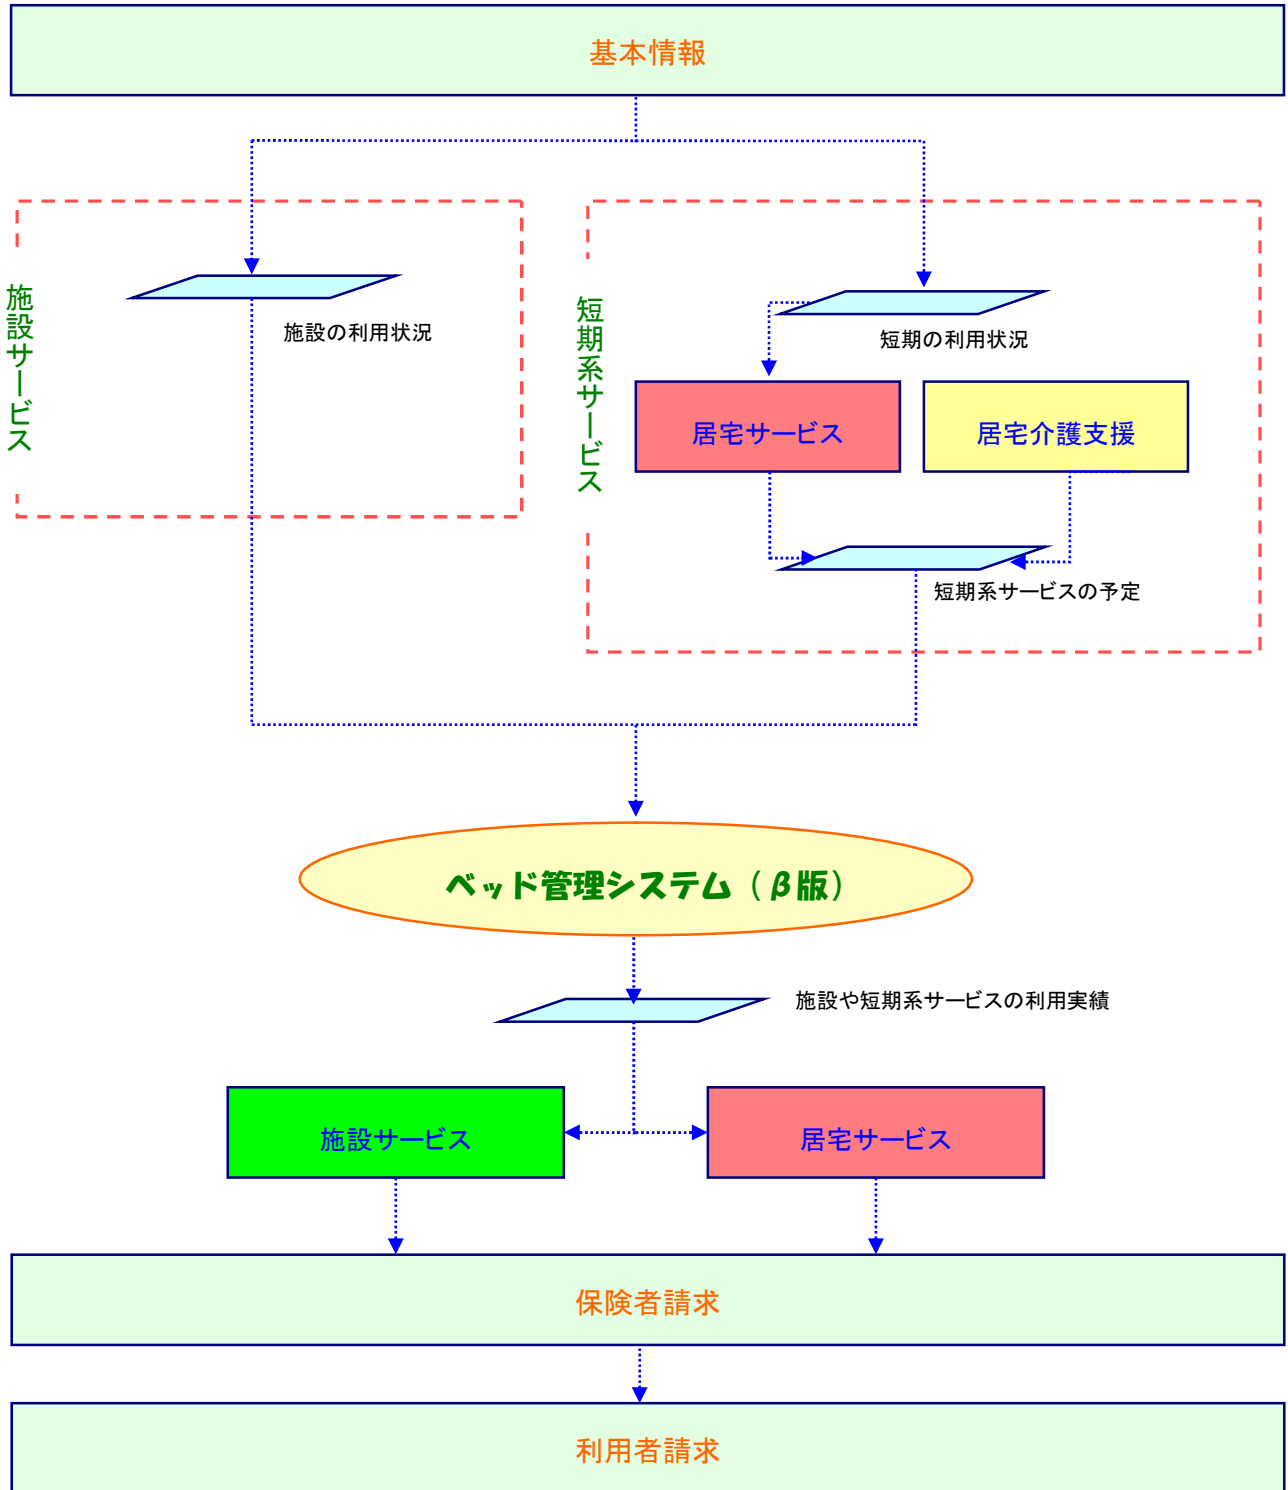 基本情報
施設サービス
施設の利用状況
短期系サービス
短期の利用状況
居宅サービス
居宅介護支援
短期系サービスの予定
ベッド管理システム（β版）
施設や短期系サービスの利用実績
施設サービス
居宅サービス
保険者請求
利用者請求